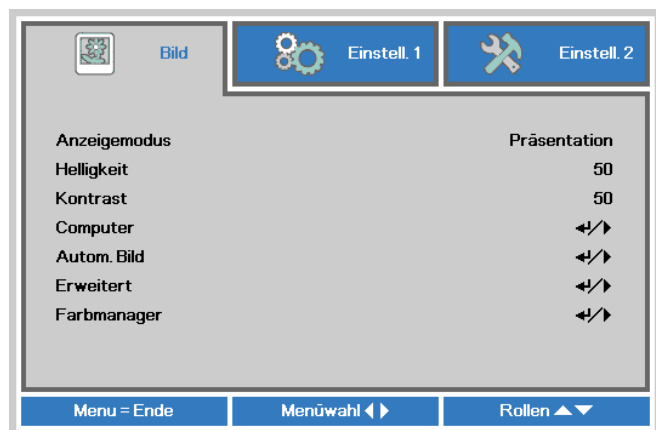 Bild Einstell. 1 Einstell. 2
Anzeigemodus Präsentation
Helligkeit 50
Kontrast 50
Computer ↵/▶
Autom. Bild ↵/▶
Erweitert ↵/▶
Farbmanager ↵/▶
Menu = Ende Menüwahl ◀▶ Rollen ▲▼